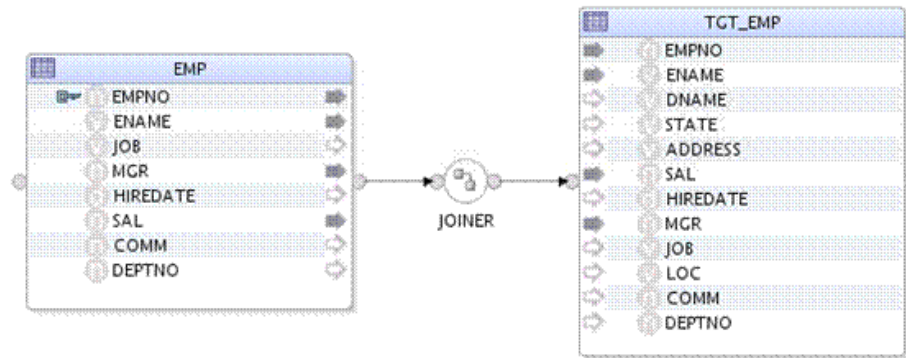 EMP
EMPNO
ENAME
JOB
MGR
HIREDATE
SAL
COMM
DEPTNO
JOINER
TGT_EMP
EMPNO
ENAME
DNAME
STATE
ADDRESS
SAL
HIREDATE
MGR
JOB
LOC
COMM
DEPTNO